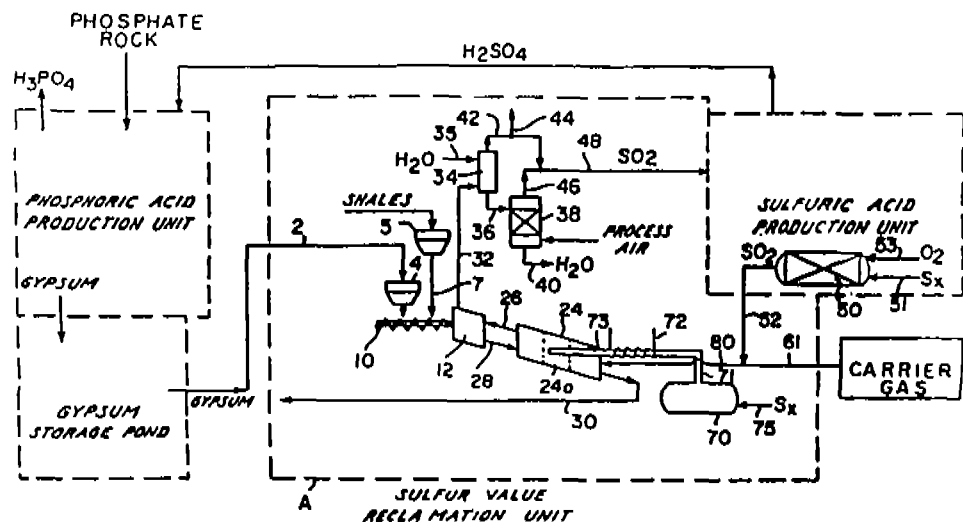 PHOSPHATE
ROCK
H3PO4
H2SO4
PHOSPHORIC ACID
PRODUCTION UNIT
GYPSUM
GYPSUM
STORAGE POND
GYPSUM
2
SHALES
5
4
7
10
12
H2O
35
34
32
42
44
36
46
48
SO2
38
PROCESS
AIR
40
H2O
26
28
24
24a
30
73
72
71
70
75
Sx
80
61
62
SULFURIC ACID
PRODUCTION UNIT
SO2
53
O2
Sx
50
51
CARRIER
GAS
A
SULFUR VALUE
RECLAMATION UNIT